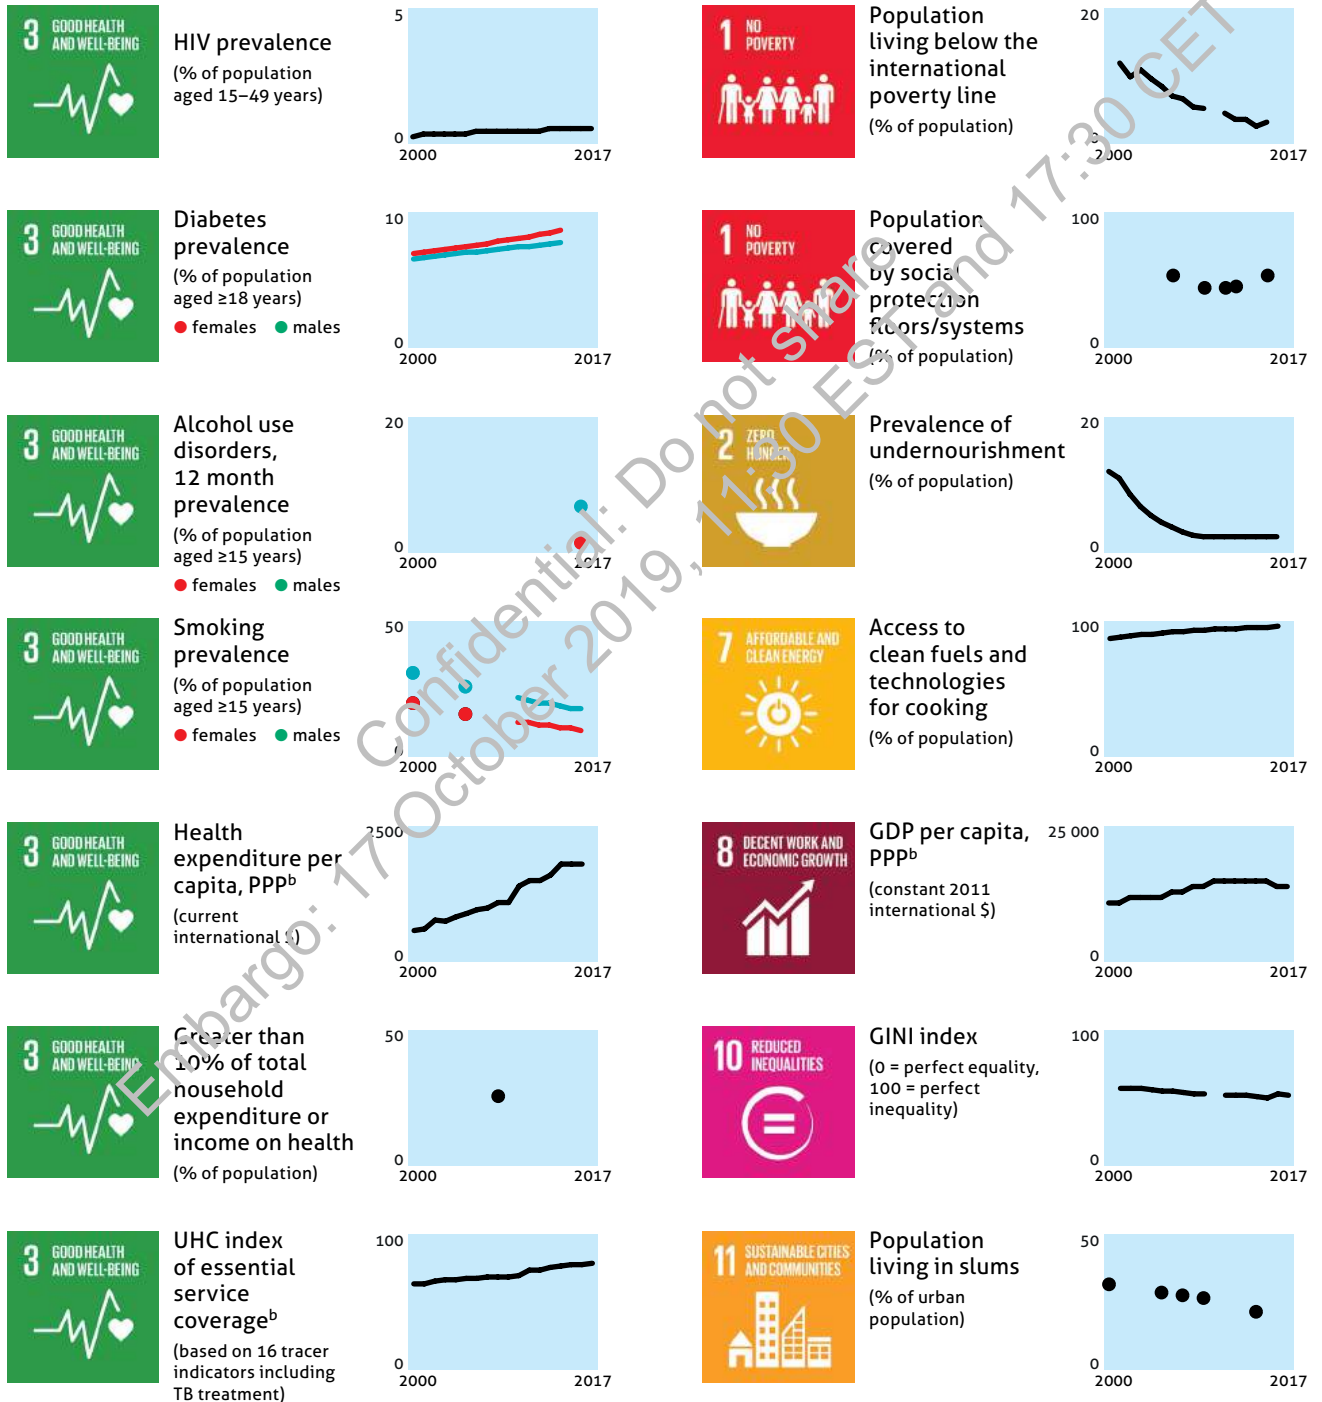 3 GOOD HEALTH
AND WELL-BEING
HIV prevalence
(% of population
aged 15–49 years)
5
0
2000 2017
3 GOOD HEALTH
AND WELL-BEING
Diabetes
prevalence
(% of population
aged ≥18 years)
● females ● males
10
0
2000 2017
3 GOOD HEALTH
AND WELL-BEING
Alcohol use
disorders,
12 month
prevalence
(% of population
aged ≥15 years)
● females ● males
20
0
2000 2017
3 GOOD HEALTH
AND WELL-BEING
Smoking
prevalence
(% of population
aged ≥15 years)
● females ● males
50
0
2000 2017
3 GOOD HEALTH
AND WELL-BEING
Health
expenditure per
capita, PPPᵇ
(current
international $)
2500
0
2000 2017
3 GOOD HEALTH
AND WELL-BEING
Greater than
10% of total
household
expenditure or
income on health
(% of population)
50
0
2000 2017
3 GOOD HEALTH
AND WELL-BEING
UHC index
of essential
service
coverageᵇ
(based on 16 tracer
indicators including
TB treatment)
100
0
2000 2017
1 NO
POVERTY
Population
living below the
international
poverty line
(% of population)
20
0
2000 2017
1 NO
POVERTY
Population
covered
by social
protection
floors/systems
(% of population)
100
0
2000 2017
2 ZERO
HUNGER
Prevalence of
undernourishment
(% of population)
20
0
2000 2017
7 AFFORDABLE AND
CLEAN ENERGY
Access to
clean fuels and
technologies
for cooking
(% of population)
100
0
2000 2017
8 DECENT WORK AND
ECONOMIC GROWTH
GDP per capita,
PPPᵇ
(constant 2011
international $)
25 000
0
2000 2017
10 REDUCED
INEQUALITIES
GINI index
(0 = perfect equality,
100 = perfect
inequality)
100
0
2000 2017
11 SUSTAINABLE CITIES
AND COMMUNITIES
Population
living in slums
(% of urban
population)
50
0
2000 2017
Confidential: Do not share
Embargo: 17 October 2019, 11:30 EST and 17:30 CET